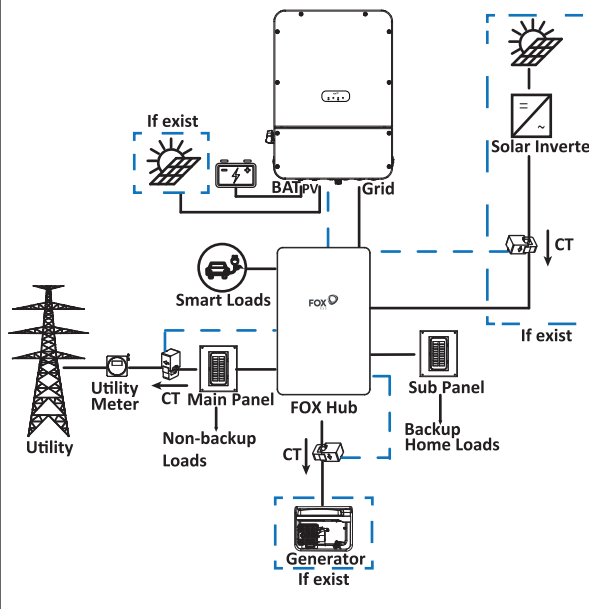 If exist
BAT
PV
Grid
Solar Inverte
CT
If exist
Smart Loads
FOX
Utility
Meter
CT
Main Panel
FOX Hub
Sub Panel
Utility
Non-backup
Loads
CT
Backup
Home Loads
Generator
If exist